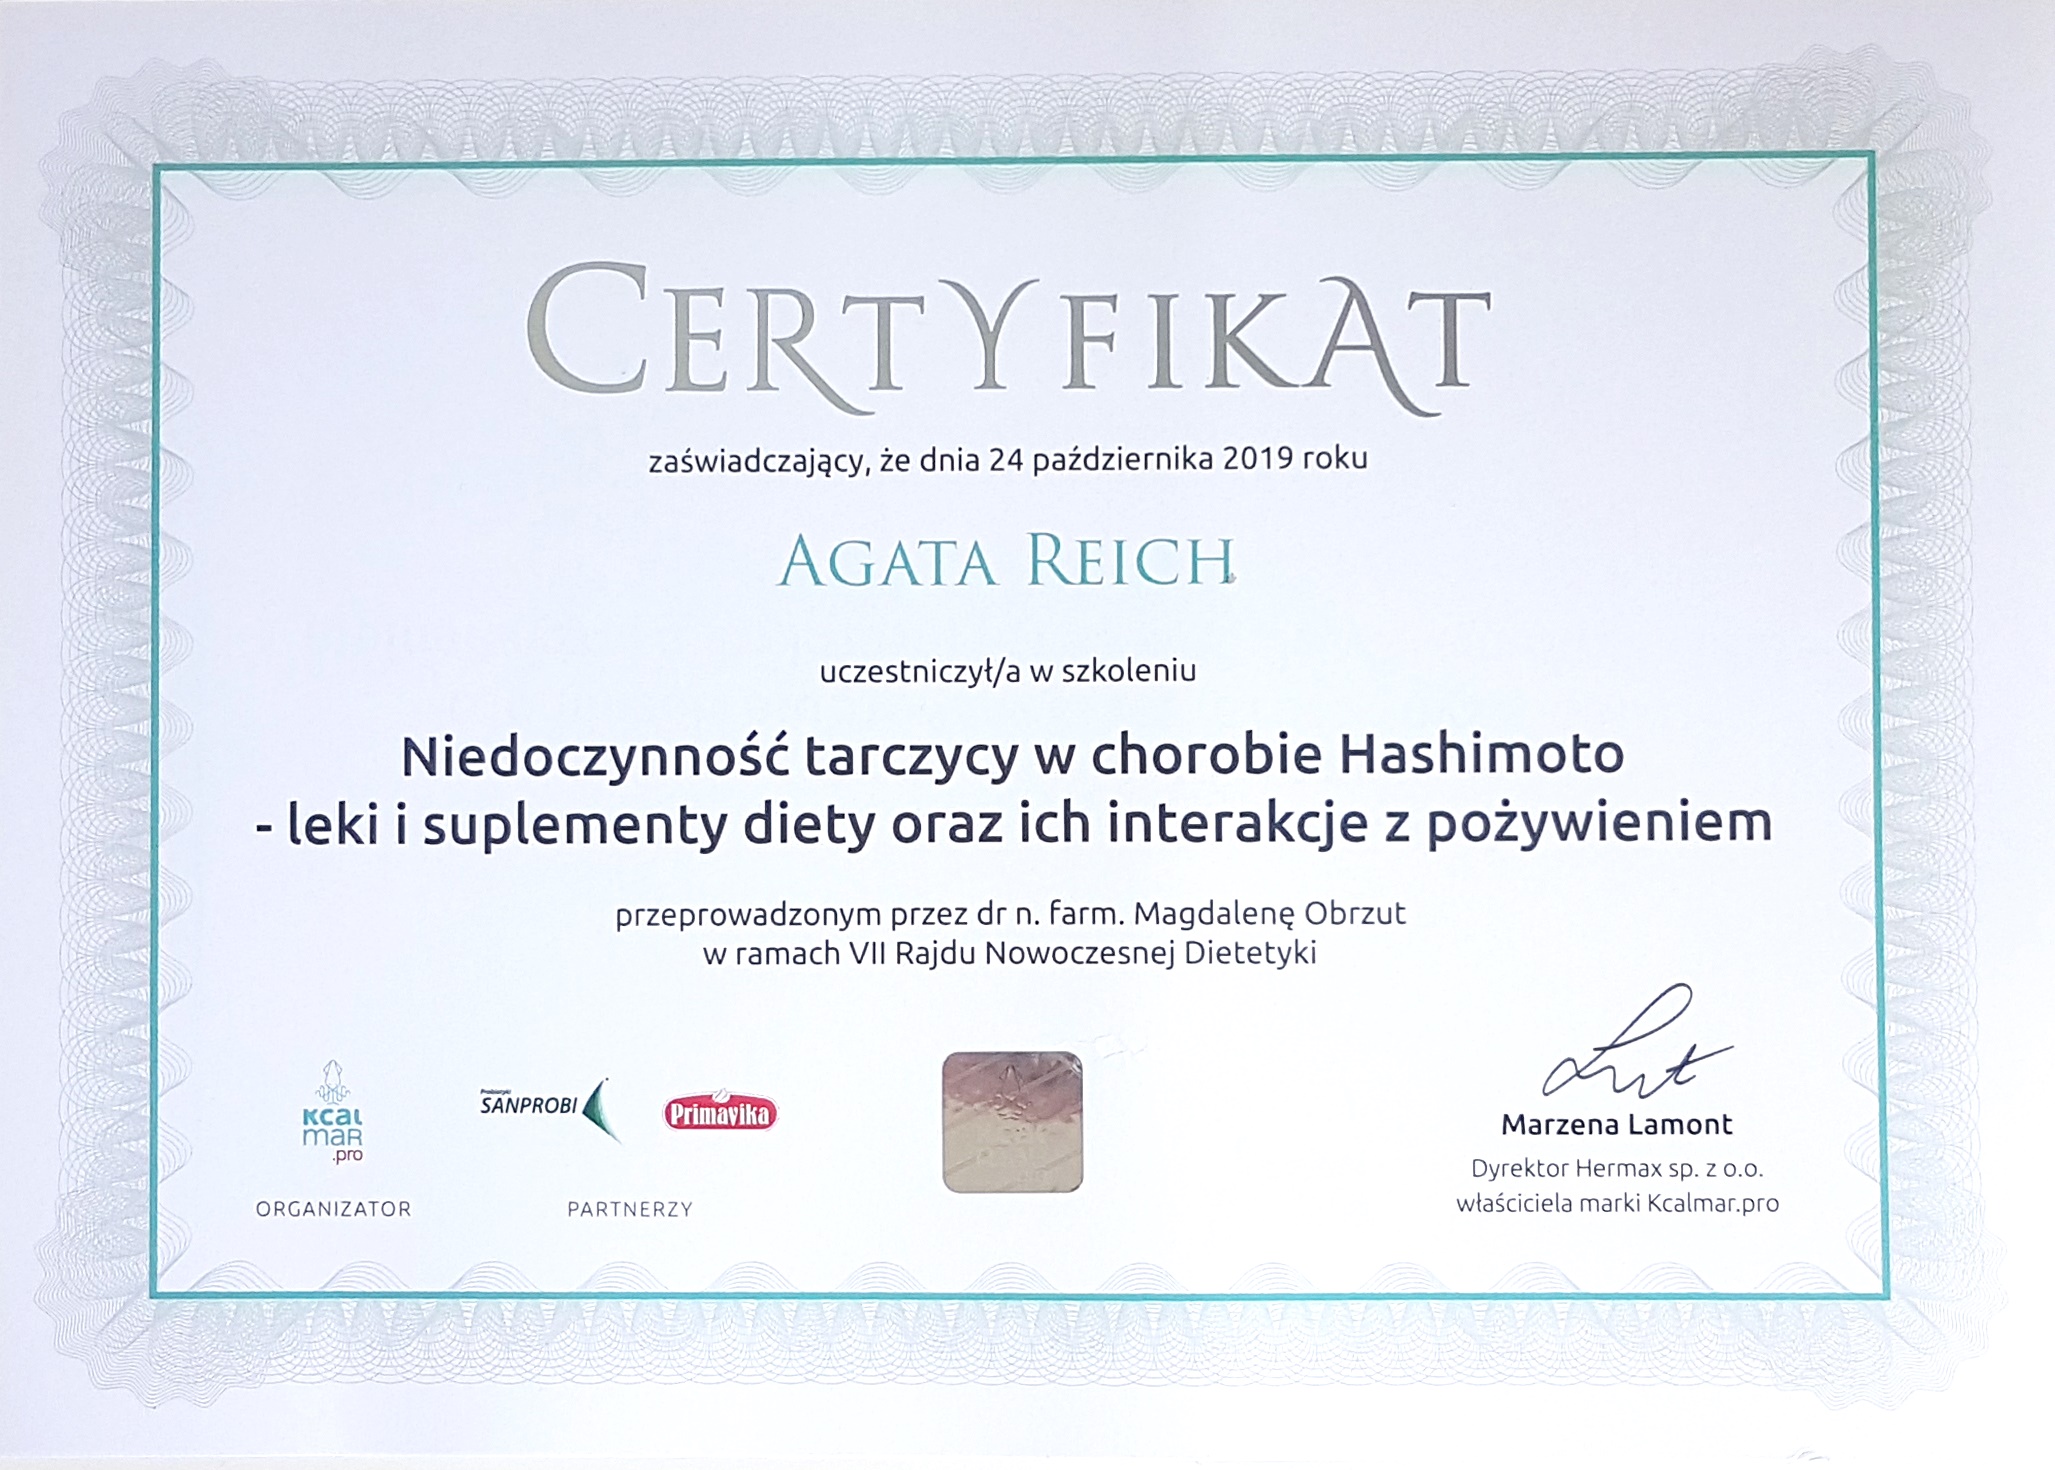 CERTYFIKAT
zaświadczający, że dnia 24 października 2019 roku
AGATA REICH
uczestniczył/a w szkoleniu
Niedoczynność tarczycy w chorobie Hashimoto
- leki i suplementy diety oraz ich interakcje z pożywieniem
przeprowadzonym przez dr n. farm. Magdalenę Obrzut
w ramach VII Rajdu Nowoczesnej Dietetyki
Kcal
mar
.pro
ORGANIZATOR
SANPROBI
Primavika
PARTNERZY
Marzena Lamont
Dyrektor Hermax sp. z o.o.
właściciela marki Kcalmar.pro